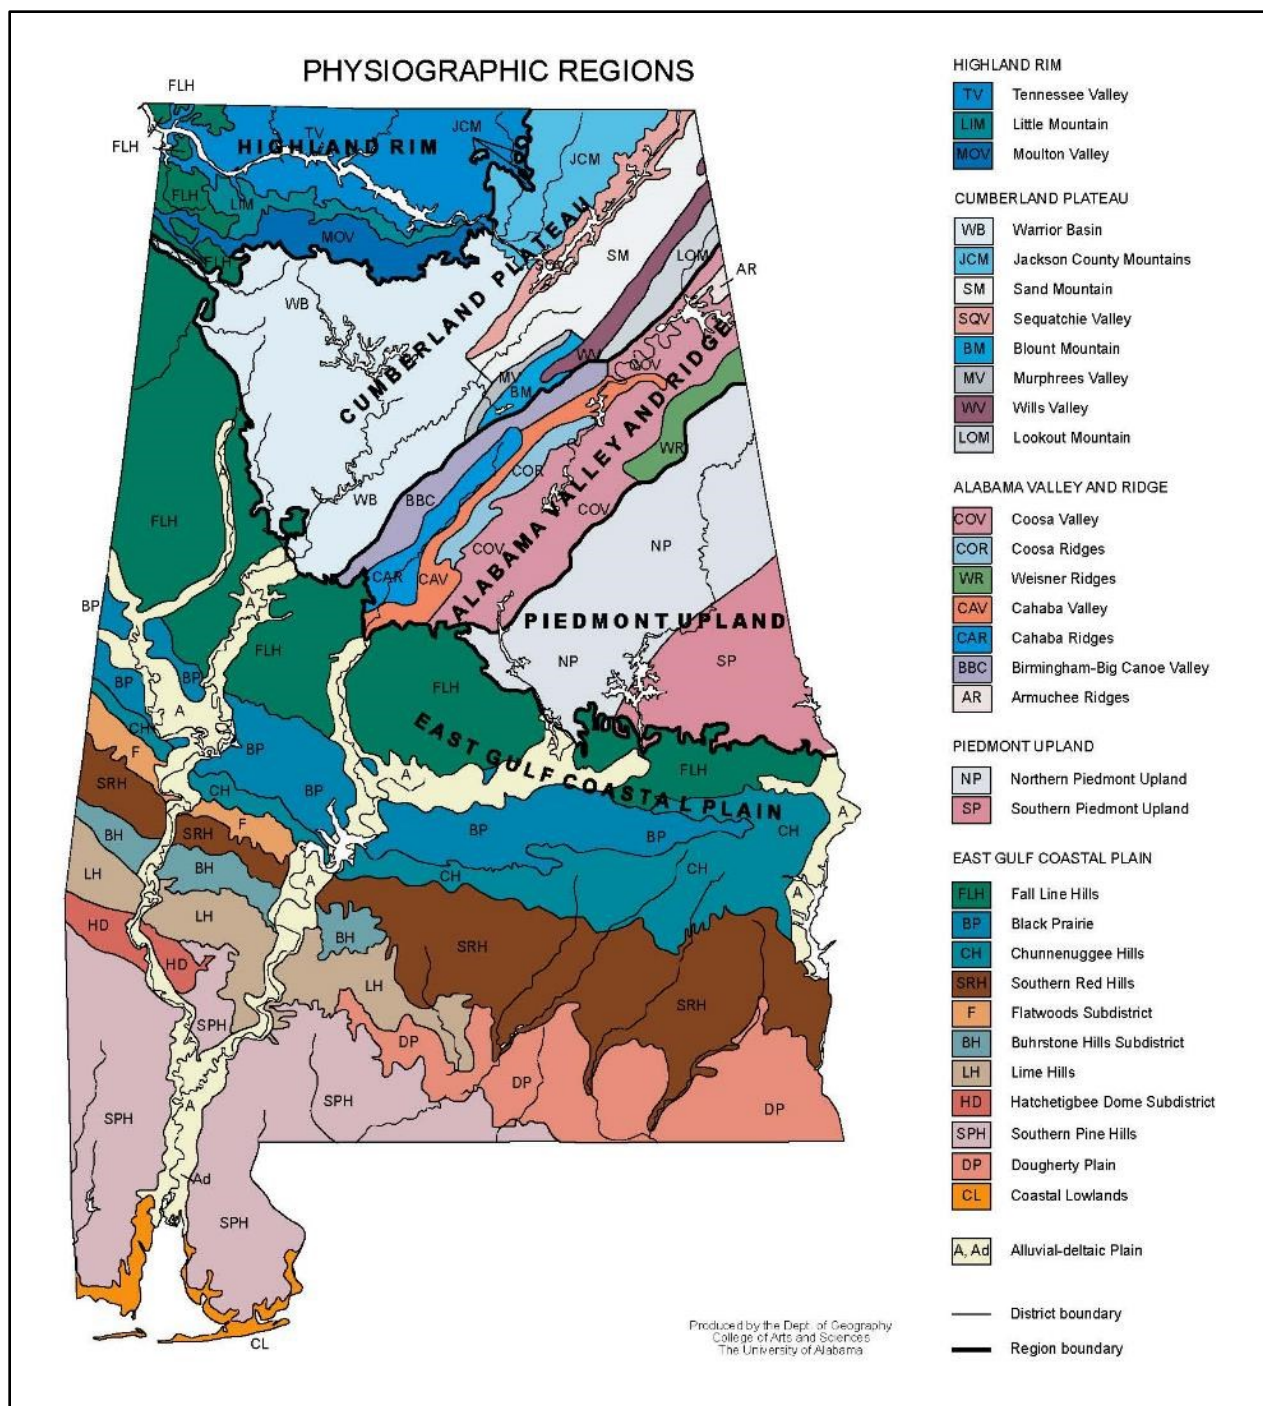 PHYSIOGRAPHIC REGIONS
FLH
FLH
TV
JCM
JCM
HIGHLAND RIM
FLH
LIM
MOV
FLH
SQV
SM
LOM
AR
WB
CUMBERLAND PLATEAU
WV
COV
MV
BM
ALABAMA VALLEY AND RIDGE
WR
A
COR
WB
BBC
COV
FLH
NP
COV
CAR
CAV
BP
A
PIEDMONT UPLAND
FLH
NP
SP
BP
BP
FLH
A
CH
EAST GULF COASTAL PLAIN
A
F
BP
A
FLH
SRH
CH
BP
A
F
BP
BP
CH
BH
SRH
CH
CH
LH
BH
A
A
HD
LH
BH
SRH
HD
LH
SRH
SPH
DP
A
SPH
DP
DP
SPH
Ad
SPH
CL
HIGHLAND RIM
TV Tennessee Valley
LIM Little Mountain
MOV Moulton Valley
CUMBERLAND PLATEAU
WB Warrior Basin
JCM Jackson County Mountains
SM Sand Mountain
SQV Sequatchie Valley
BM Blount Mountain
MV Murphrees Valley
WV Wills Valley
LOM Lookout Mountain
ALABAMA VALLEY AND RIDGE
COV Coosa Valley
COR Coosa Ridges
WR Weisner Ridges
CAV Cahaba Valley
CAR Cahaba Ridges
BBC Birmingham-Big Canoe Valley
AR Armuchee Ridges
PIEDMONT UPLAND
NP Northern Piedmont Upland
SP Southern Piedmont Upland
EAST GULF COASTAL PLAIN
FLH Fall Line Hills
BP Black Prairie
CH Chunnenuggee Hills
SRH Southern Red Hills
F Flatwoods Subdistrict
BH Buhrstone Hills Subdistrict
LH Lime Hills
HD Hatchetigbee Dome Subdistrict
SPH Southern Pine Hills
DP Dougherty Plain
CL Coastal Lowlands
A, Ad Alluvial-deltaic Plain
District boundary
Region boundary
Produced by the Dept. of Geography
College of Arts and Sciences
The University of Alabama